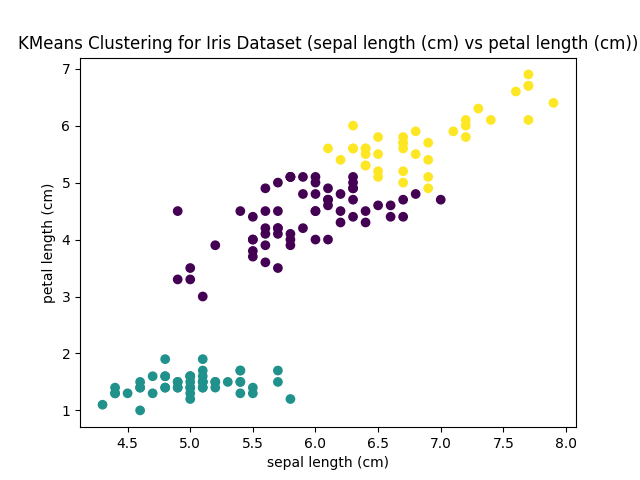 KMeans Clustering for Iris Dataset (sepal length (cm) vs petal length (cm))
7
6
5
4
3
2
1
petal length (cm)
4.5 5.0 5.5 6.0 6.5 7.0 7.5 8.0
sepal length (cm)